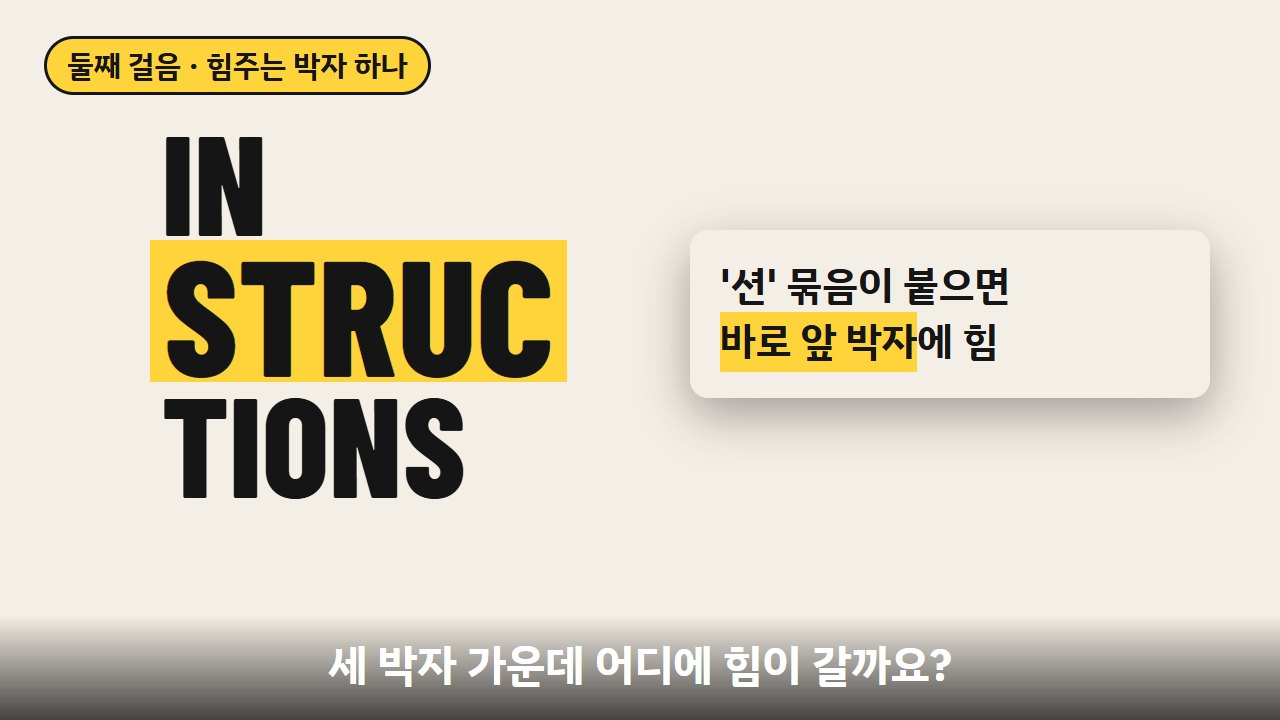 둘째 걸음 · 힘주는 박자 하나
IN
STRUC
TIONS
'션' 묶음이 붙으면
바로 앞 박자에 힘
세 박자 가운데 어디에 힘이 갈까요?